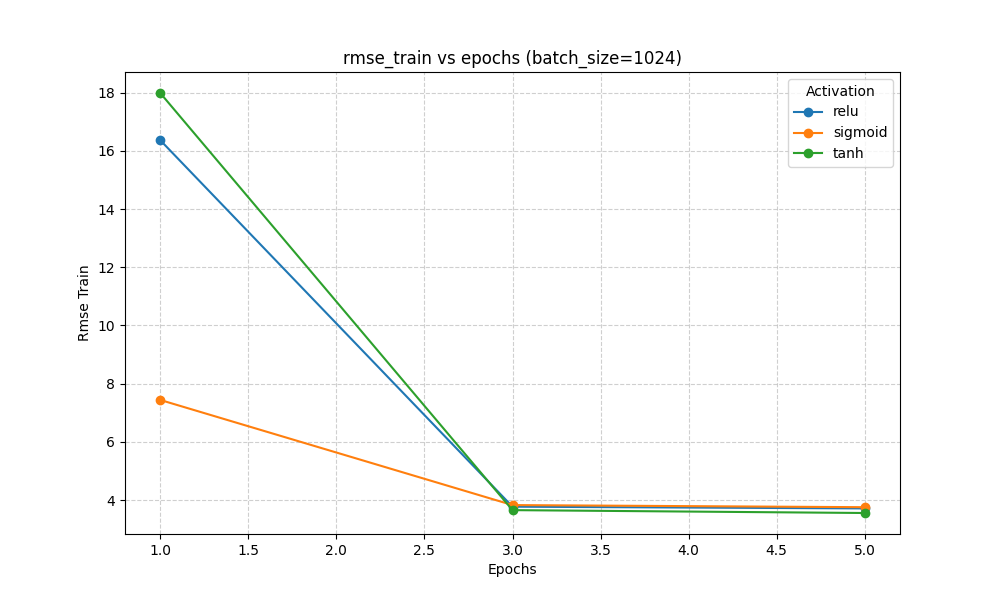 rmse_train vs epochs (batch_size=1024)
Activation
relu
sigmoid
tanh
Rmse Train
18
16
14
12
10
8
6
4
1.0 1.5 2.0 2.5 3.0 3.5 4.0 4.5 5.0
Epochs